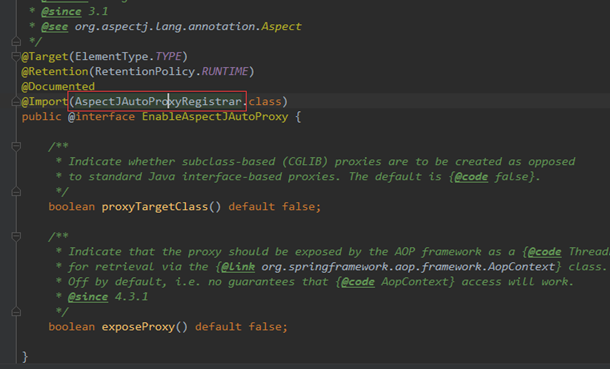 * @since 3.1
* @see org.aspectj.lang.annotation.Aspect
*/
@Target(ElementType.TYPE)
@Retention(RetentionPolicy.RUNTIME)
@Documented
@Import(AspectJAutoProxyRegistrar.class)
public @interface EnableAspectJAutoProxy {
/**
* Indicate whether subclass-based (CGLIB) proxies are to be created as opposed
* to standard Java interface-based proxies. The default is {@code false}.
*/
boolean proxyTargetClass() default false;
/**
* Indicate that the proxy should be exposed by the AOP framework as a {@code Thread
* for retrieval via the {@link org.springframework.aop.framework.AopContext} class.
* Off by default, i.e. no guarantees that {@code AopContext} access will work.
* @since 4.3.1
*/
boolean exposeProxy() default false;
}